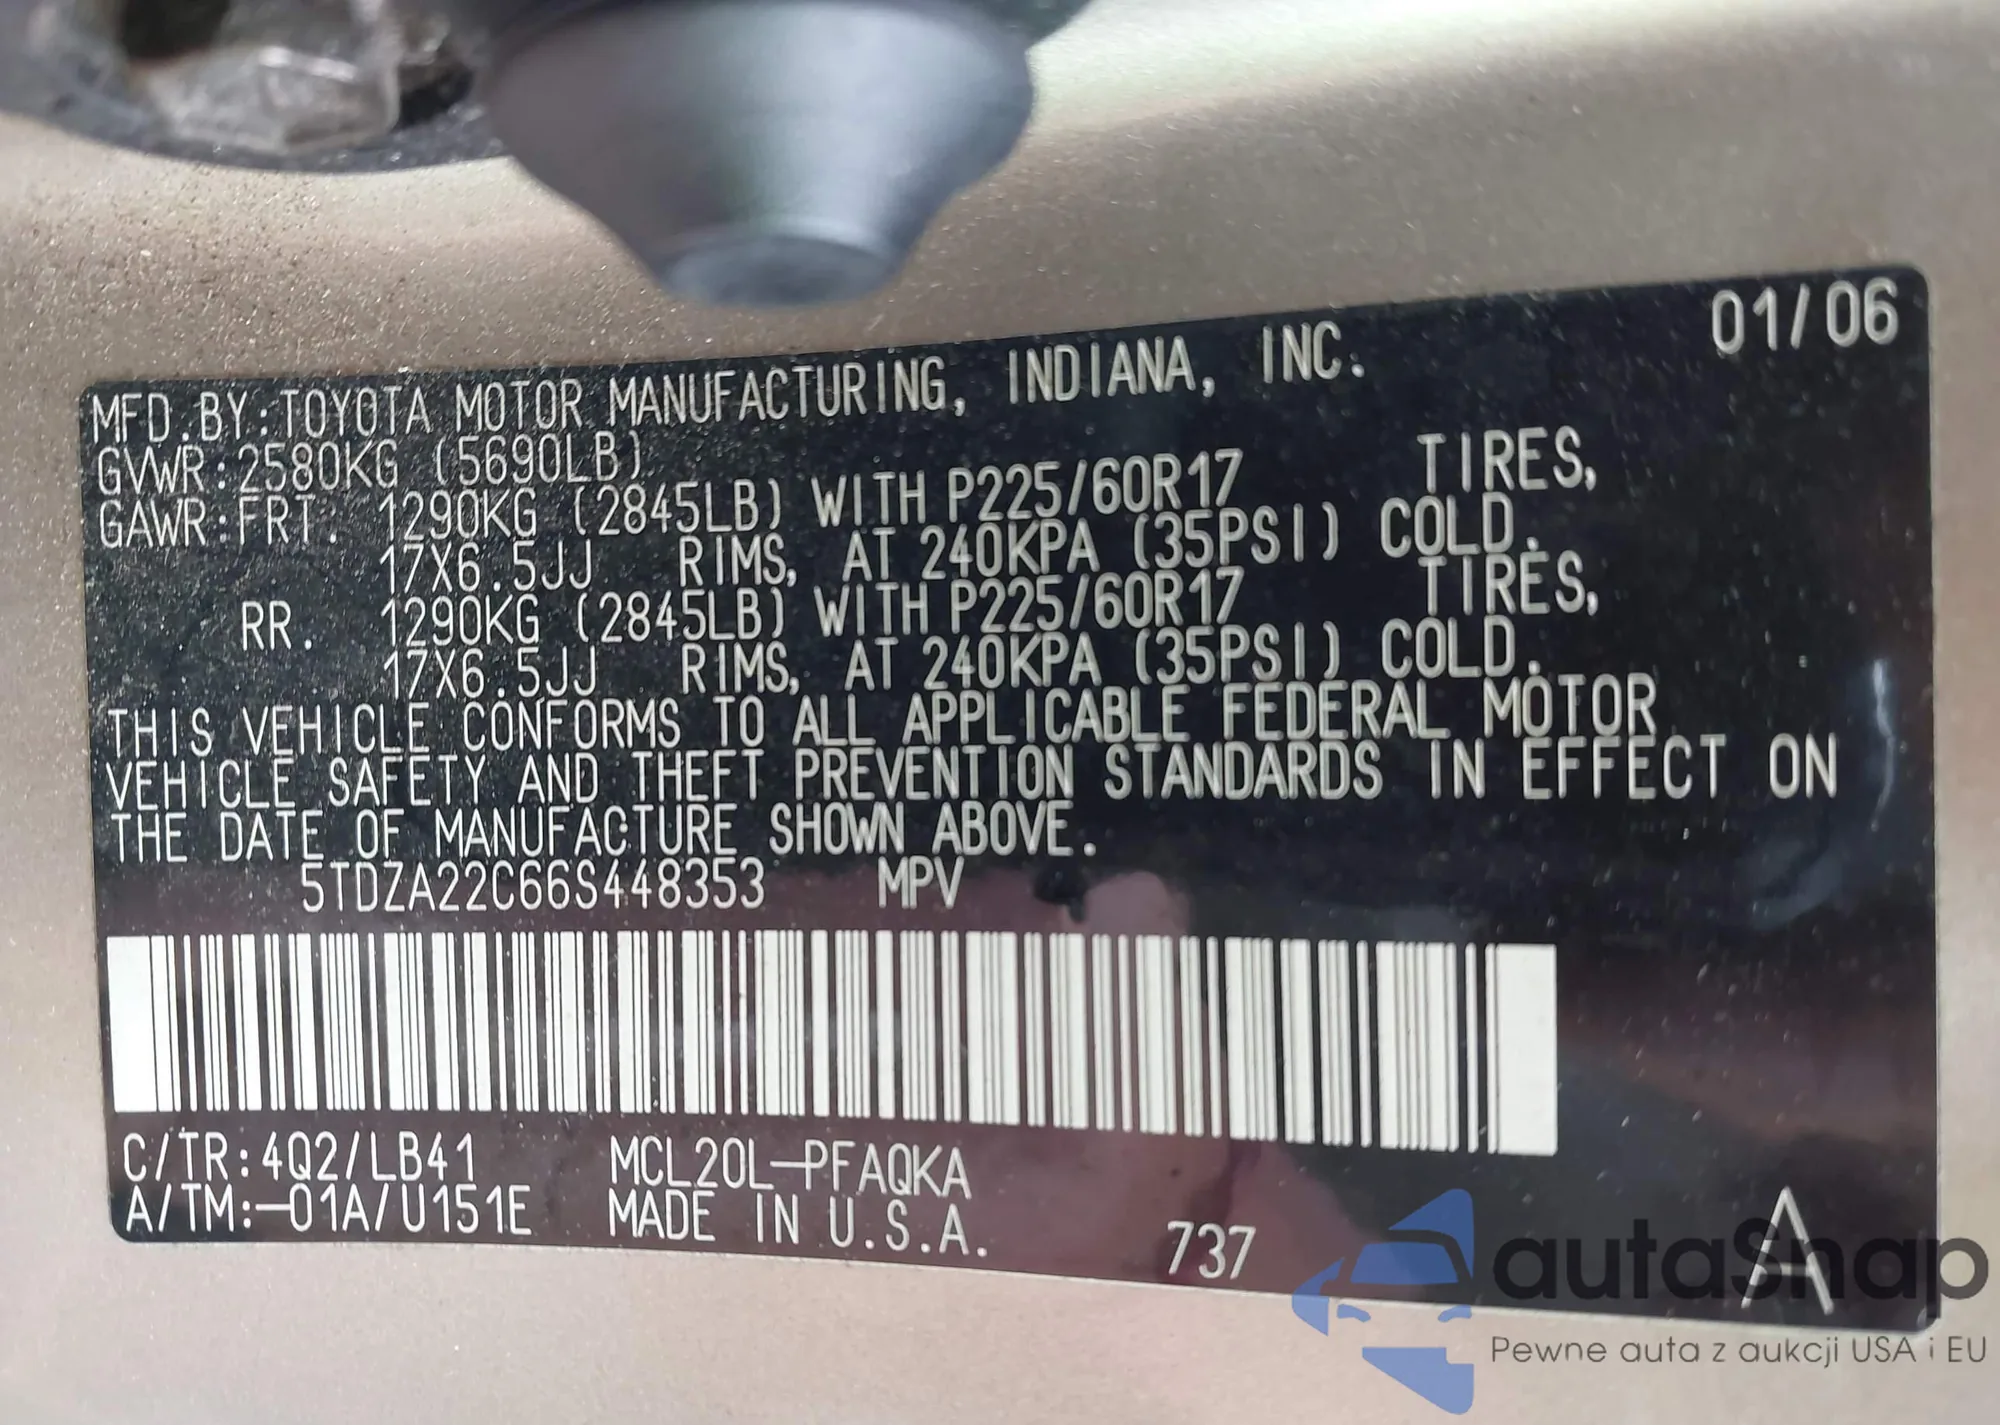 01/06
MFD.BY:TOYOTA MOTOR MANUFACTURING, INDIANA, INC.
GVWR:2580KG (5690LB)
GAWR:FRT. 1290KG (2845LB) WITH P225/60R17 TIRES,
17X6.5JJ RIMS, AT 240KPA (35PSI) COLD.
RR. 1290KG (2845LB) WITH P225/60R17 TIRES,
17X6.5JJ RIMS, AT 240KPA (35PSI) COLD.
THIS VEHICLE CONFORMS TO ALL APPLICABLE FEDERAL MOTOR
VEHICLE SAFETY AND THEFT PREVENTION STANDARDS IN EFFECT ON
THE DATE OF MANUFACTURE SHOWN ABOVE.
5TDZA22C66S448353 MPV
C/TR:4Q2/LB41 MCL20L-PFAQKA
A/TM:-01A/U151E MADE IN U.S.A. 737 A
autoSnap
Pewne auta z aukcji USA i EU